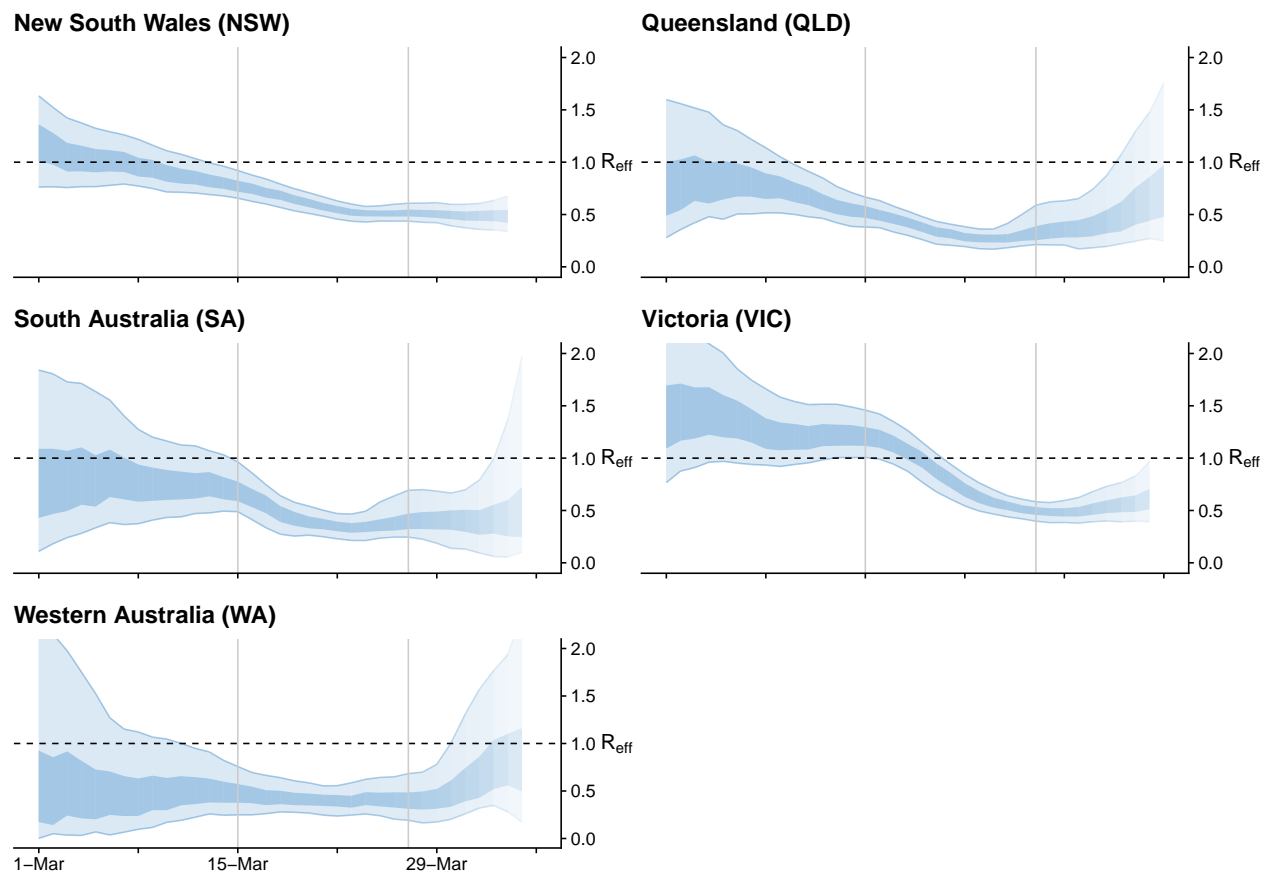 New South Wales (NSW)
2.0
1.5
1.0 Reff
0.5
0.0
Queensland (QLD)
2.0
1.5
1.0 Reff
0.5
0.0
South Australia (SA)
2.0
1.5
1.0 Reff
0.5
0.0
Victoria (VIC)
2.0
1.5
1.0 Reff
0.5
0.0
Western Australia (WA)
2.0
1.5
1.0 Reff
0.5
0.0
1–Mar 15–Mar 29–Mar